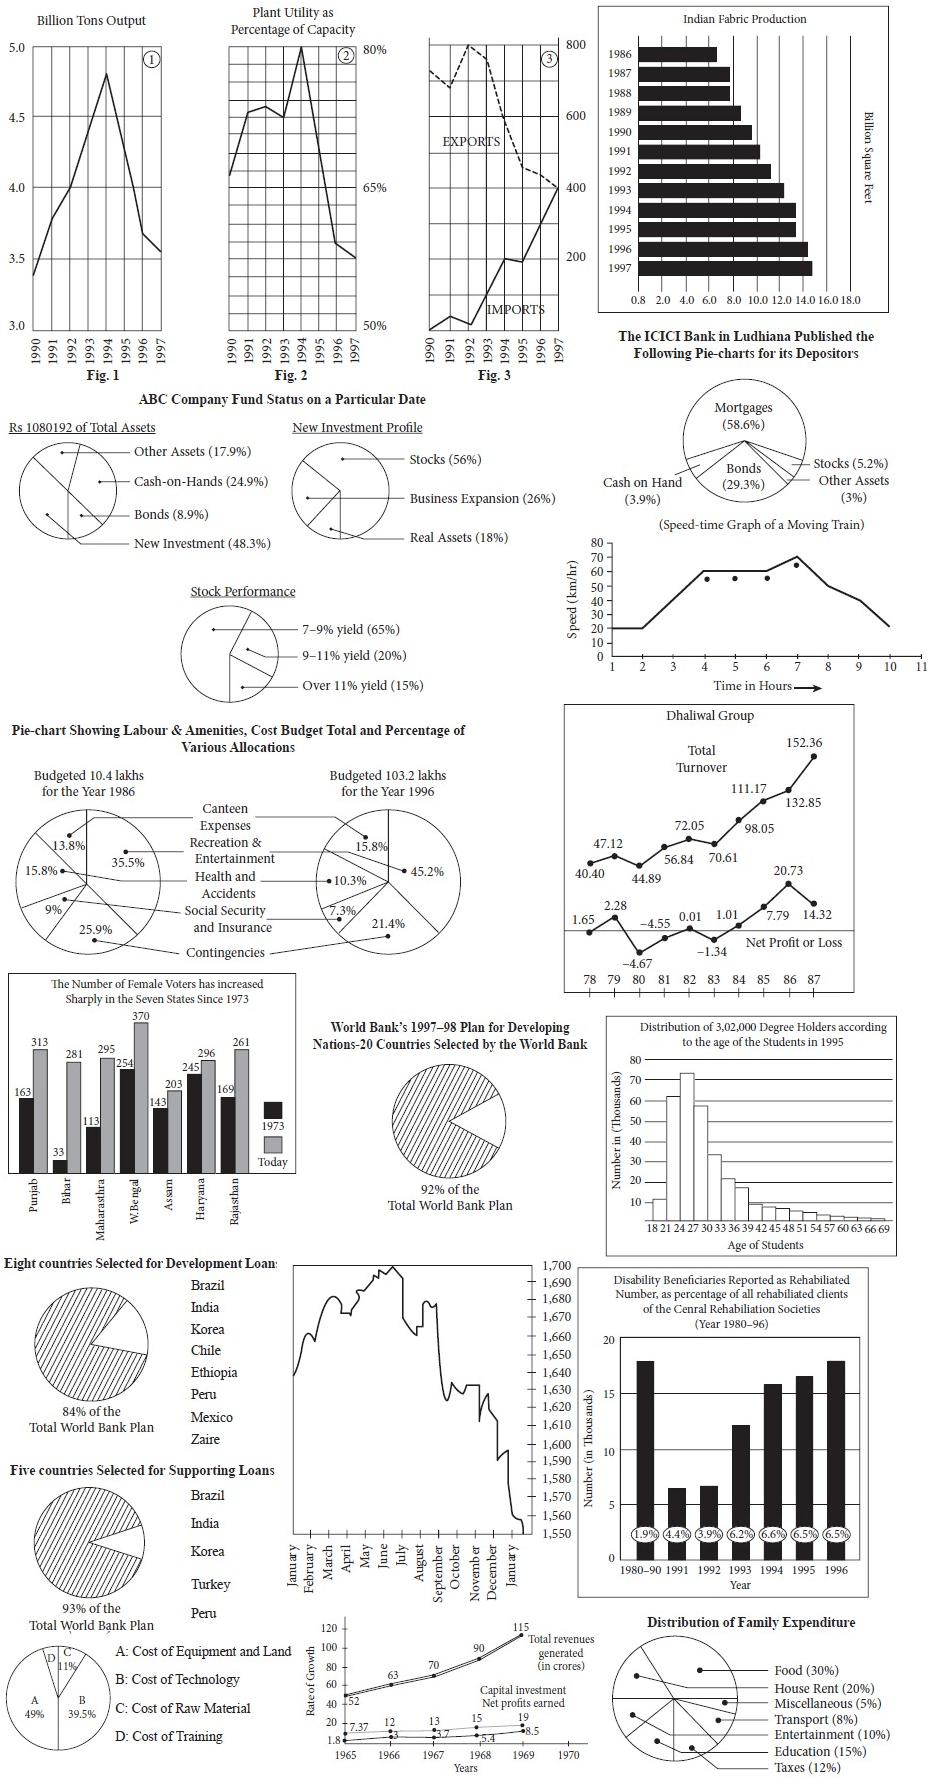 Billion Tons Output
5.0
4.5
4.0
3.5
3.0
1
1990 1991 1992 1993 1994 1995 1996 1997
Fig. 1
Plant Utility as
Percentage of Capacity
2
80%
65%
50%
1990 1991 1992 1993 1994 1995 1996 1997
Fig. 2
3
800
600
400
200
EXPORTS
IMPORTS
1990 1991 1992 1993 1994 1995 1996 1997
Fig. 3
Indian Fabric Production
1986
1987
1988
1989
1990
1991
1992
1993
1994
1995
1996
1997
Billion Square Feet
0.8 2.0 4.0 6.0 8.0 10.0 12.0 14.0 16.0 18.0
The ICICI Bank in Ludhiana Published the
Following Pie-charts for its Depositors
Mortgages
(58.6%)
Bonds
(29.3%)
Cash on Hand
(3.9%)
Stocks (5.2%)
Other Assets
(3%)
ABC Company Fund Status on a Particular Date
Rs 1080192 of Total Assets
Other Assets (17.9%)
Cash-on-Hands (24.9%)
Bonds (8.9%)
New Investment (48.3%)
New Investment Profile
Stocks (56%)
Business Expansion (26%)
Real Assets (18%)
Stock Performance
7–9% yield (65%)
9–11% yield (20%)
Over 11% yield (15%)
(Speed-time Graph of a Moving Train)
Speed (km/hr)
80
70
60
50
40
30
20
10
0
1 2 3 4 5 6 7 8 9 10 11
Time in Hours
Pie-chart Showing Labour & Amenities, Cost Budget Total and Percentage of
Various Allocations
Budgeted 10.4 lakhs
for the Year 1986
Budgeted 103.2 lakhs
for the Year 1996
Canteen
Expenses
Recreation &
Entertainment
Health and
Accidents
Social Security
and Insurance
Contingencies
13.8%
35.5%
15.8%
9%
25.9%
15.8%
45.2%
10.3%
7.3%
21.4%
Dhaliwal Group
Total
Turnover
40.40
47.12
44.89
56.84
72.05
70.61
98.05
111.17
132.85
152.36
1.65
2.28
−4.67
−4.55
0.01
−1.34
1.01
7.79
20.73
14.32
Net Profit or Loss
78 79 80 81 82 83 84 85 86 87
The Number of Female Voters has increased
Sharply in the Seven States Since 1973
163 313
33 281
113 295
254 370
143 203
245 296
169 261
1973
Today
Punjab
Bihar
Maharasthra
W.Bengal
Assam
Haryana
Rajasthan
World Bank's 1997–98 Plan for Developing
Nations-20 Countries Selected by the World Bank
92% of the
Total World Bank Plan
Distribution of 3,02,000 Degree Holders according
to the age of the Students in 1995
Number in (Thousands)
80
70
60
50
40
30
20
10
18 21 24 27 30 33 36 39 42 45 48 51 54 57 60 63 66 69
Age of Students
Eight countries Selected for Development Loans
84% of the
Total World Bank Plan
Brazil
India
Korea
Chile
Ethiopia
Peru
Mexico
Zaire
Five countries Selected for Supporting Loans
93% of the
Total World Bank Plan
Brazil
India
Korea
Turkey
Peru
1,700
1,690
1,680
1,670
1,660
1,650
1,640
1,630
1,620
1,610
1,600
1,590
1,580
1,570
1,560
1,550
January
February
March
April
May
June
July
August
September
October
November
December
January
Disability Beneficiaries Reported as Rehabiliated
Number, as percentage of all rehabiliated clients
of the Cenral Rehabiliation Societies
(Year 1980–96)
Number (in Thousands)
20
15
10
5
0
1.9% 4.4% 3.9% 6.2% 6.6% 6.5% 6.5%
1980–90 1991 1992 1993 1994 1995 1996
Year
D
C
11%
A
49%
B
39.5%
A: Cost of Equipment and Land
B: Cost of Technology
C: Cost of Raw Material
D: Cost of Training
Rate of Growth
120
100
80
60
40
20
52
63
70
90
115
Total revenues
generated
(in crores)
Capital investment
Net profits earned
7.37 12 13 15 19
1.8 3 3.7 5.4 8.5
1965 1966 1967 1968 1969 1970
Years
Distribution of Family Expenditure
Food (30%)
House Rent (20%)
Miscellaneous (5%)
Transport (8%)
Entertainment (10%)
Education (15%)
Taxes (12%)